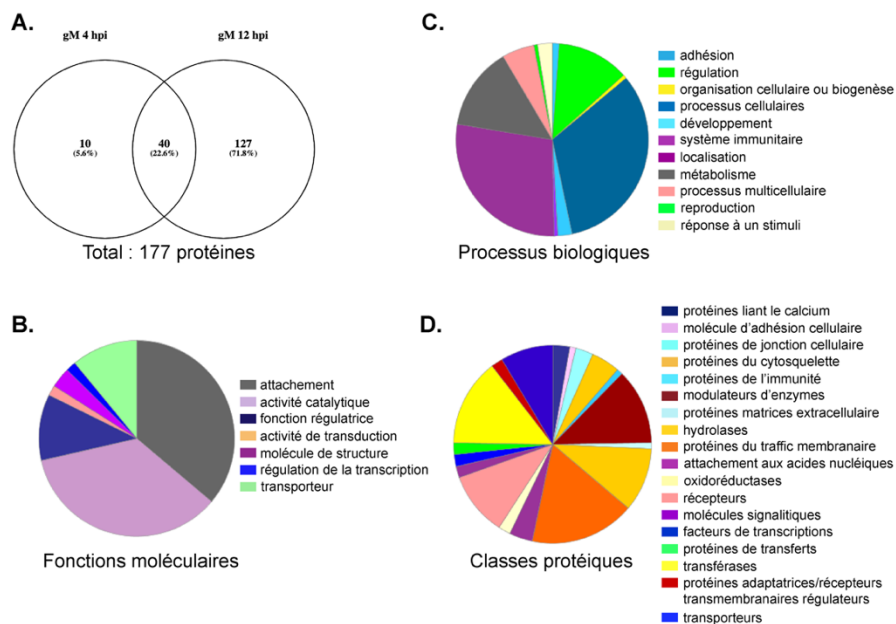 A.
gM 4 hpi
gM 12 hpi
10
(5.6%)
40
(22.6%)
127
(71.8%)
Total : 177 protéines
B.
attachement
activité catalytique
fonction régulatrice
activité de transduction
molécule de structure
régulation de la transcription
transporteur
Fonctions moléculaires
C.
adhésion
régulation
organisation cellulaire ou biogenèse
processus cellulaires
développement
système immunitaire
localisation
métabolisme
processus multicellulaire
reproduction
réponse à un stimuli
Processus biologiques
D.
protéines liant le calcium
molécule d'adhésion cellulaire
protéines de jonction cellulaire
protéines du cytosquelette
protéines de l'immunité
modulateurs d'enzymes
protéines matrices extracellulaire
hydrolases
protéines du traffic membranaire
attachement aux acides nucléiques
oxidoréductases
récepteurs
molécules signalitiques
facteurs de transcriptions
protéines de transferts
transférases
protéines adaptatrices/récepteurs
transmembranaires régulateurs
transporteurs
Classes protéiques